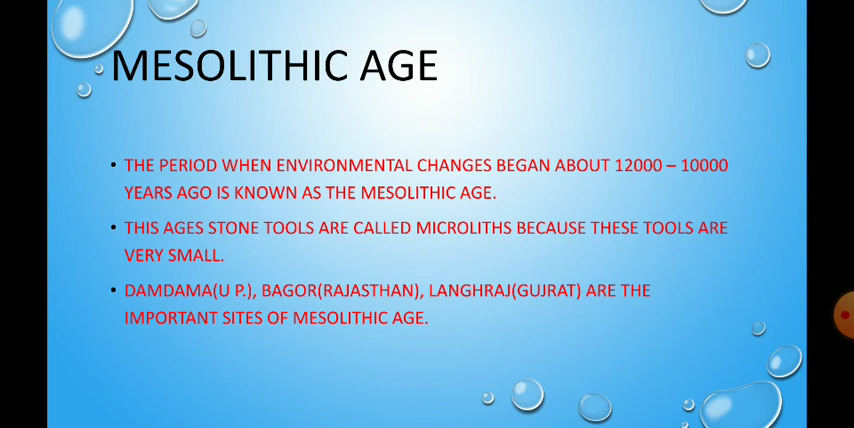 MESOLITHIC AGE
• THE PERIOD WHEN ENVIRONMENTAL CHANGES BEGAN ABOUT 12000 – 10000
YEARS AGO IS KNOWN AS THE MESOLITHIC AGE.
• THIS AGES STONE TOOLS ARE CALLED MICROLITHS BECAUSE THESE TOOLS ARE
VERY SMALL.
• DAMDAMA(U P.), BAGOR(RAJASTHAN), LANGHRAJ(GUJRAT) ARE THE
IMPORTANT SITES OF MESOLITHIC AGE.